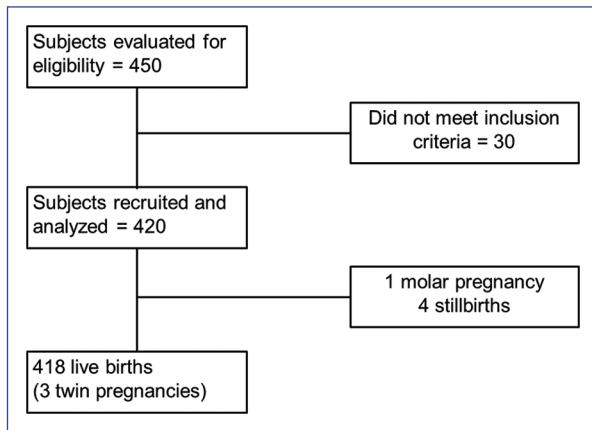 Subjects evaluated for
eligibility = 450
Did not meet inclusion
criteria = 30
Subjects recruited and
analyzed = 420
1 molar pregnancy
4 stillbirths
418 live births
(3 twin pregnancies)